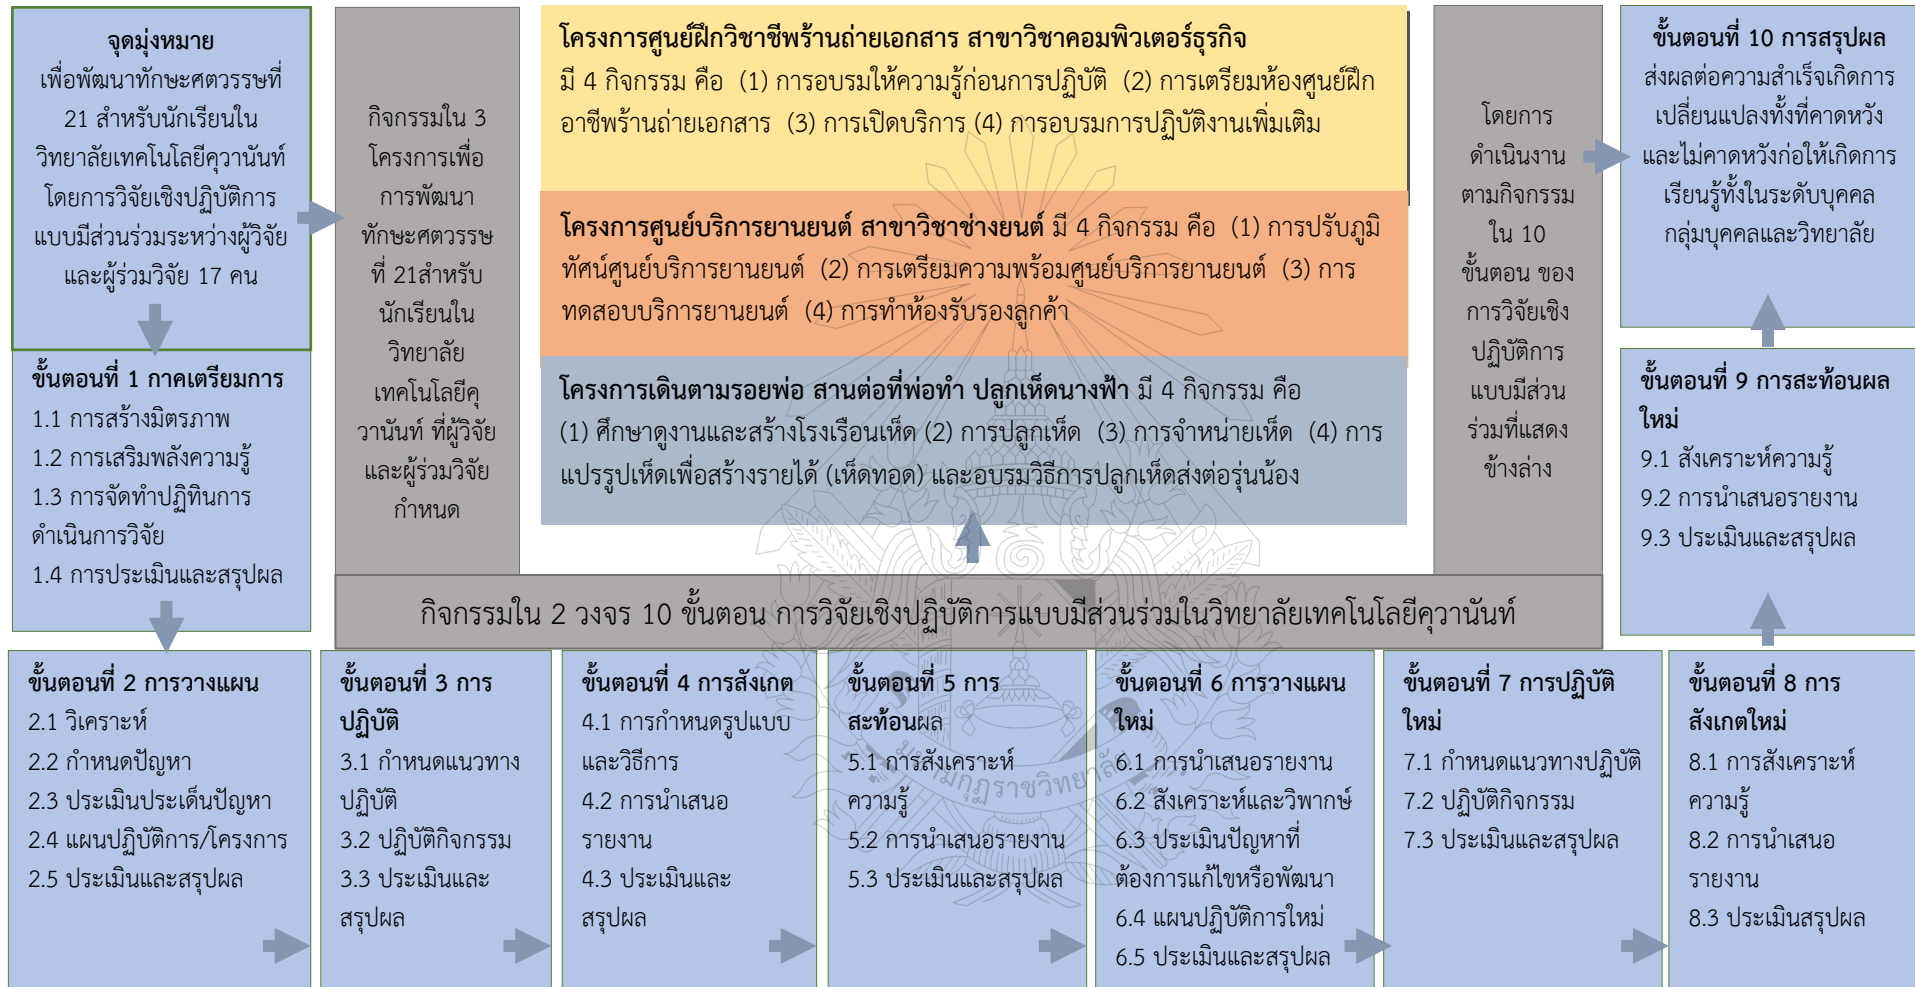 จุดมุ่งหมาย
เพื่อพัฒนาทักษะศตวรรษที่
21 สำหรับนักเรียนใน
วิทยาลัยเทคโนโลยีคุวานันท์
โดยการวิจัยเชิงปฏิบัติการ
แบบมีส่วนร่วมระหว่างผู้วิจัย
และผู้ร่วมวิจัย 17 คน
ขั้นตอนที่ 1 ภาคเตรียมการ
1.1 การสร้างมิตรภาพ
1.2 การเสริมพลังความรู้
1.3 การจัดทำปฏิทินการ
ดำเนินการวิจัย
1.4 การประเมินและสรุปผล
กิจกรรมใน 3
โครงการเพื่อ
การพัฒนา
ทักษะศตวรรษ
ที่ 21สำหรับ
นักเรียนใน
วิทยาลัย
เทคโนโลยีคุ
วานันท์ ที่ผู้วิจัย
และผู้ร่วมวิจัย
กำหนด
โครงการศูนย์ฝึกวิชาชีพร้านถ่ายเอกสาร สาขาวิชาคอมพิวเตอร์ธุรกิจ
มี 4 กิจกรรม คือ (1) การอบรมให้ความรู้ก่อนการปฏิบัติ (2) การเตรียมห้องศูนย์ฝึก
อาชีพร้านถ่ายเอกสาร (3) การเปิดบริการ (4) การอบรมการปฏิบัติงานเพิ่มเติม
โครงการศูนย์บริการยานยนต์ สาขาวิชาช่างยนต์ มี 4 กิจกรรม คือ (1) การปรับภูมิ
ทัศน์ศูนย์บริการยานยนต์ (2) การเตรียมความพร้อมศูนย์บริการยานยนต์ (3) การ
ทดสอบบริการยานยนต์ (4) การทำห้องรับรองลูกค้า
โครงการเดินตามรอยพ่อ สานต่อที่พ่อทำ ปลูกเห็ดนางฟ้า มี 4 กิจกรรม คือ
(1) ศึกษาดูงานและสร้างโรงเรือนเห็ด (2) การปลูกเห็ด (3) การจำหน่ายเห็ด (4) การ
แปรรูปเห็ดเพื่อสร้างรายได้ (เห็ดทอด) และอบรมวิธีการปลูกเห็ดส่งต่อรุ่นน้อง
โดยการ
ดำเนินงาน
ตามกิจกรรม
ใน 10
ขั้นตอน ของ
การวิจัยเชิง
ปฏิบัติการ
แบบมีส่วน
ร่วมที่แสดง
ข้างล่าง
ขั้นตอนที่ 10 การสรุปผล
ส่งผลต่อความสำเร็จเกิดการ
เปลี่ยนแปลงทั้งที่คาดหวัง
และไม่คาดหวังก่อให้เกิดการ
เรียนรู้ทั้งในระดับบุคคล
กลุ่มบุคคลและวิทยาลัย
ขั้นตอนที่ 9 การสะท้อนผล
ใหม่
9.1 สังเคราะห์ความรู้
9.2 การนำเสนอรายงาน
9.3 ประเมินและสรุปผล
กิจกรรมใน 2 วงจร 10 ขั้นตอน การวิจัยเชิงปฏิบัติการแบบมีส่วนร่วมในวิทยาลัยเทคโนโลยีคุวานันท์
ขั้นตอนที่ 2 การวางแผน
2.1 วิเคราะห์
2.2 กำหนดปัญหา
2.3 ประเมินประเด็นปัญหา
2.4 แผนปฏิบัติการ/โครงการ
2.5 ประเมินและสรุปผล
ขั้นตอนที่ 3 การ
ปฏิบัติ
3.1 กำหนดแนวทาง
ปฏิบัติ
3.2 ปฏิบัติกิจกรรม
3.3 ประเมินและ
สรุปผล
ขั้นตอนที่ 4 การสังเกต
4.1 การกำหนดรูปแบบ
และวิธีการ
4.2 การนำเสนอ
รายงาน
4.3 ประเมินและ
สรุปผล
ขั้นตอนที่ 5 การ
สะท้อนผล
5.1 การสังเคราะห์
ความรู้
5.2 การนำเสนอรายงาน
5.3 ประเมินและสรุปผล
ขั้นตอนที่ 6 การวางแผน
ใหม่
6.1 การนำเสนอรายงาน
6.2 สังเคราะห์และวิพากษ์
6.3 ประเมินปัญหาที่
ต้องการแก้ไขหรือพัฒนา
6.4 แผนปฏิบัติการใหม่
6.5 ประเมินและสรุปผล
ขั้นตอนที่ 7 การปฏิบัติ
ใหม่
7.1 กำหนดแนวทางปฏิบัติ
7.2 ปฏิบัติกิจกรรม
7.3 ประเมินและสรุปผล
ขั้นตอนที่ 8 การ
สังเกตใหม่
8.1 การสังเคราะห์
ความรู้
8.2 การนำเสนอ
รายงาน
8.3 ประเมินสรุปผล
มหามกุฏราชวิทยาลัย